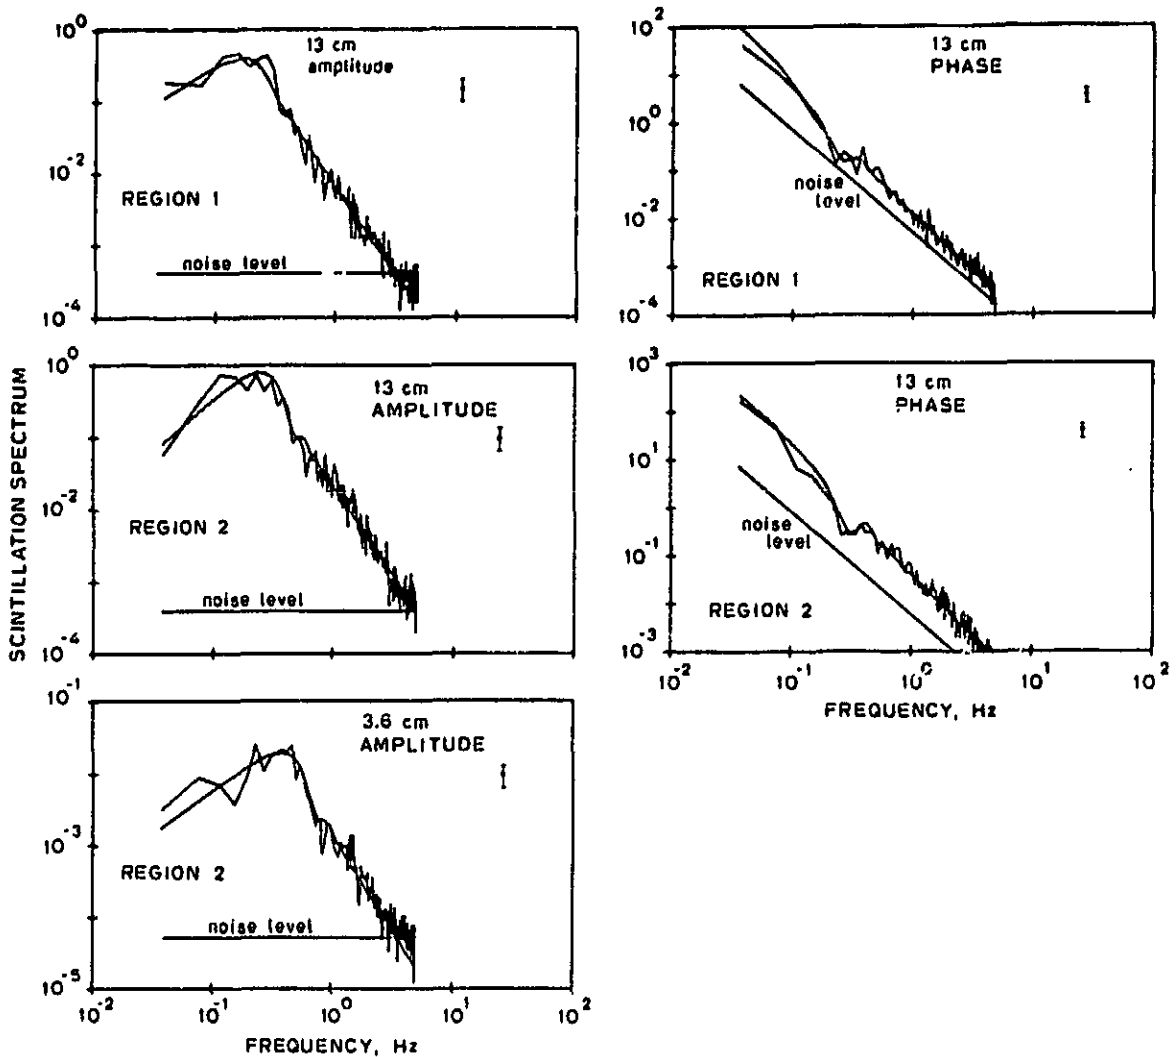 SCINTILLATION SPECTRUM
10^0
10^-2
10^-4
13 cm
amplitude
REGION 1
noise level
10^2
10^0
10^-2
10^-4
13 cm
PHASE
noise
level
REGION 1
10^0
10^-2
10^-4
13 cm
AMPLITUDE
REGION 2
noise level
10^3
10^1
10^-1
10^-3
13 cm
PHASE
noise
level
REGION 2
10^-2 10^-1 10^0 10^1 10^2
FREQUENCY, Hz
10^-1
10^-3
10^-5
3.6 cm
AMPLITUDE
REGION 2
noise level
10^-2 10^-1 10^0 10^1 10^2
FREQUENCY, Hz